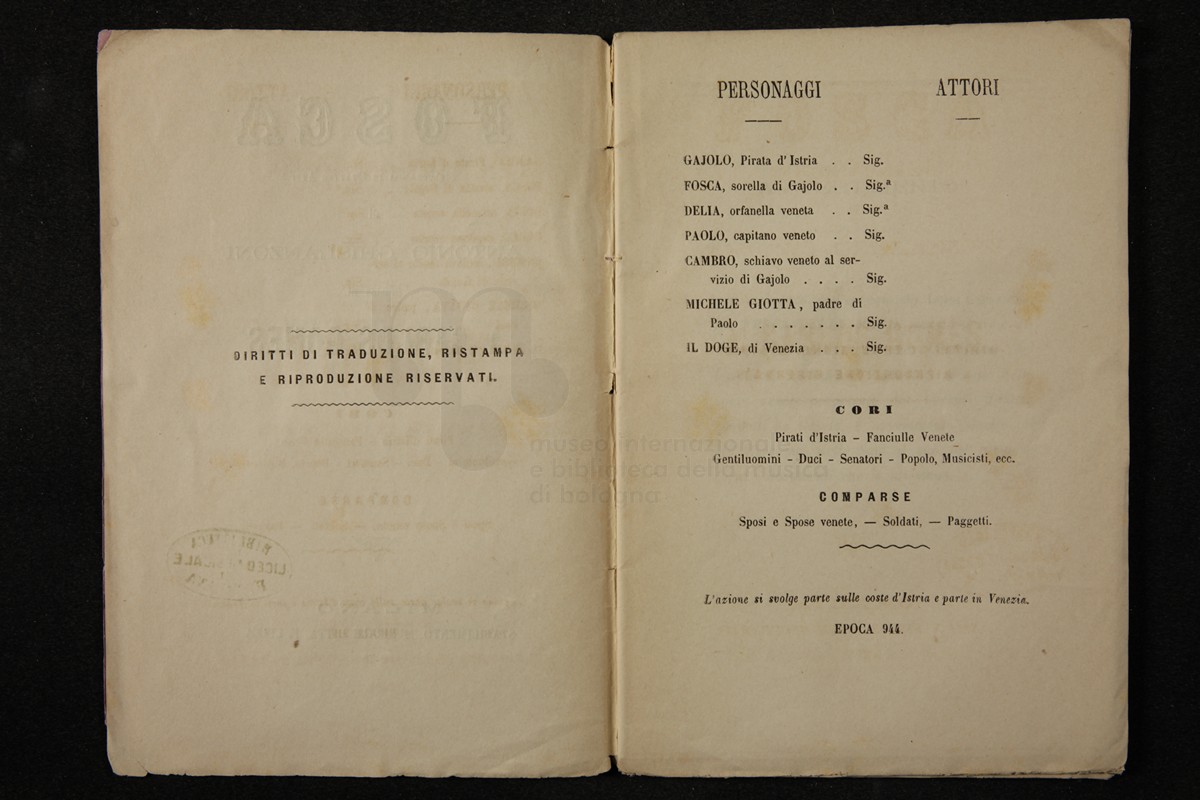 DIRITTI DI TRADUZIONE, RISTAMPA
E RIPRODUZIONE RISERVATI.
museo internazionale
e biblioteca della musica
di bologna
PERSONAGGI ATTORI
GAJOLO, Pirata d'Istria . . Sig.
FOSCA, sorella di Gajolo . . Sig.ª
DELIA, orfanella veneta . . Sig.ª
PAOLO, capitano veneto . . Sig.
CAMBRO, schiavo veneto al ser-
vizio di Gajolo . . . . Sig.
MICHELE GIOTTA, padre di
Paolo . . . . . . . Sig.
IL DOGE, di Venezia . . . Sig.
CORI
Pirati d'Istria – Fanciulle Venete
Gentiluomini – Duci – Senatori – Popolo, Musicisti, ecc.
COMPARSE
Sposi e Spose venete, — Soldati, — Paggetti.
L'azione si svolge parte sulle coste d'Istria e parte in Venezia.
EPOCA 944.